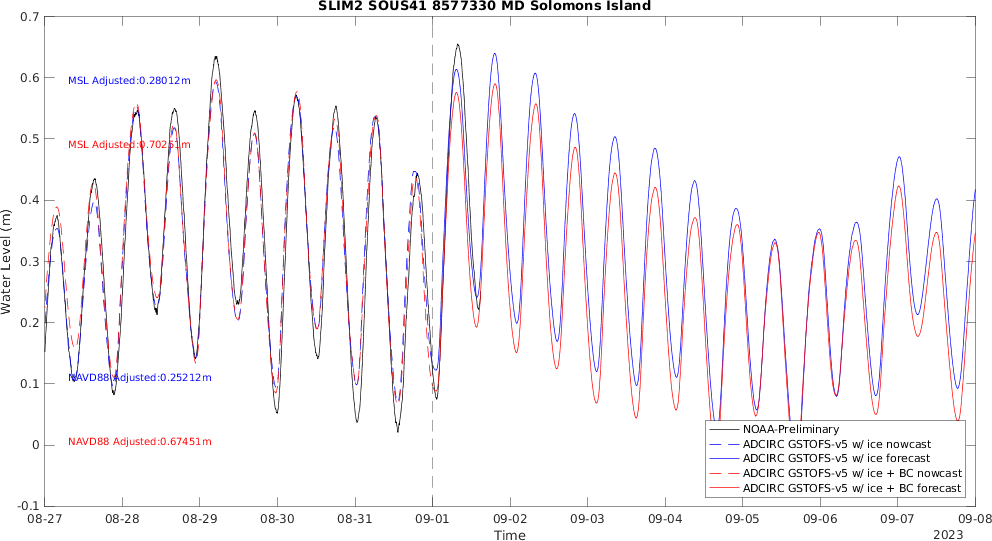 SLIM2 SOUS41 8577330 MD Solomons Island
0.7
0.6
0.5
0.4
0.3
0.2
0.1
0
-0.1
Water Level (m)
MSL Adjusted:0.28012m
MSL Adjusted:0.70251m
NAVD88 Adjusted:0.25212m
NAVD88 Adjusted:0.67451m
NOAA-Preliminary
ADCIRC GSTOFS-v5 w/ ice nowcast
ADCIRC GSTOFS-v5 w/ ice forecast
ADCIRC GSTOFS-v5 w/ ice + BC nowcast
ADCIRC GSTOFS-v5 w/ ice + BC forecast
08-27 08-28 08-29 08-30 08-31 09-01 09-02 09-03 09-04 09-05 09-06 09-07 09-08
Time
2023